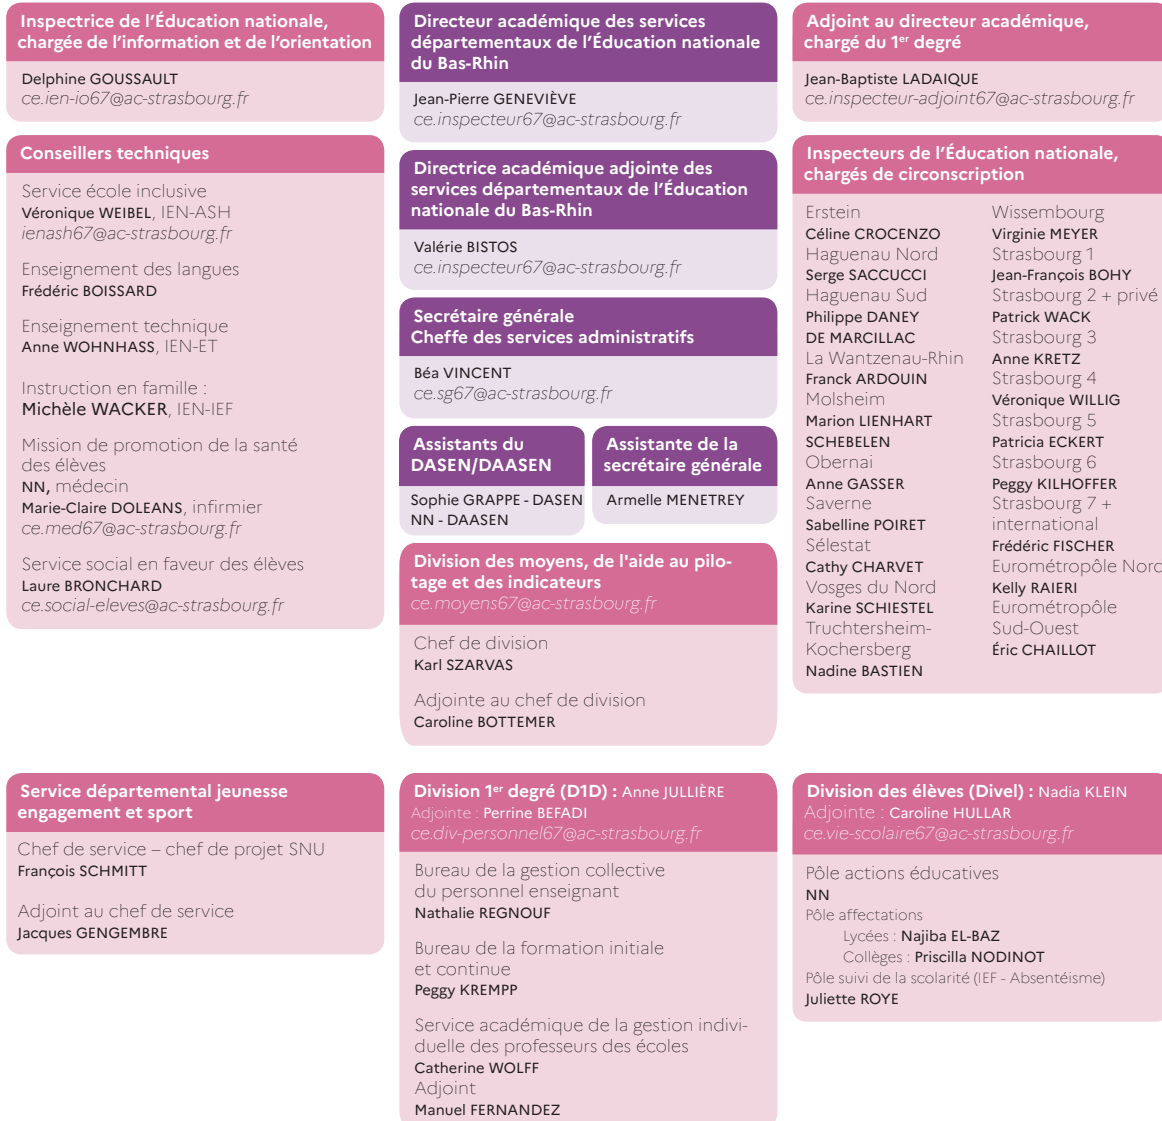 Inspectrice de l'Éducation nationale,
chargée de l'information et de l'orientation
Delphine GOUSSAULT
ce.ien-io67@ac-strasbourg.fr
Conseillers techniques
Service école inclusive
Véronique WEIBEL, IEN-ASH
ienash67@ac-strasbourg.fr
Enseignement des langues
Frédéric BOISSARD
Enseignement technique
Anne WOHNHASS, IEN-ET
Instruction en famille :
Michèle WACKER, IEN-IEF
Mission de promotion de la santé
des élèves
NN, médecin
Marie-Claire DOLEANS, infirmier
ce.med67@ac-strasbourg.fr
Service social en faveur des élèves
Laure BRONCHARD
ce.social-eleves@ac-strasbourg.fr
Directeur académique des services
départementaux de l'Éducation nationale
du Bas-Rhin
Jean-Pierre GENEVIÈVE
ce.inspecteur67@ac-strasbourg.fr
Directrice académique adjointe des
services départementaux de l'Éducation
nationale du Bas-Rhin
Valérie BISTOS
ce.inspecteur67@ac-strasbourg.fr
Secrétaire générale
Cheffe des services administratifs
Béa VINCENT
ce.sg67@ac-strasbourg.fr
Assistants du
DASEN/DAASEN
Sophie GRAPPE - DASEN
NN - DAASEN
Assistante de la
secrétaire générale
Armelle MENETREY
Division des moyens, de l'aide au pilo-
tage et des indicateurs
ce.moyens67@ac-strasbourg.fr
Chef de division
Karl SZARVAS
Adjointe au chef de division
Caroline BOTTEMER
Adjoint au directeur académique,
chargé du 1er degré
Jean-Baptiste LADAIQUE
ce.inspecteur-adjoint67@ac-strasbourg.fr
Inspecteurs de l'Éducation nationale,
chargés de circonscription
Erstein
Céline CROCENZO
Haguenau Nord
Serge SACCUCCI
Haguenau Sud
Philippe DANEY
DE MARCILLAC
La Wantzenau-Rhin
Franck ARDOUIN
Molsheim
Marion LIENHART
SCHEBELEN
Obernai
Anne GASSER
Saverne
Sabelline POIRET
Sélestat
Cathy CHARVET
Vosges du Nord
Karine SCHIESTEL
Truchtersheim-
Kochersberg
Nadine BASTIEN
Wissembourg
Virginie MEYER
Strasbourg 1
Jean-François BOHY
Strasbourg 2 + privé
Patrick WACK
Strasbourg 3
Anne KRETZ
Strasbourg 4
Véronique WILLIG
Strasbourg 5
Patricia ECKERT
Strasbourg 6
Peggy KILHOFFER
Strasbourg 7 +
international
Frédéric FISCHER
Eurométropôle Nord
Kelly RAIERI
Eurométropôle
Sud-Ouest
Éric CHAILLOT
Service départemental jeunesse
engagement et sport
Chef de service – chef de projet SNU
François SCHMITT
Adjoint au chef de service
Jacques GENGEMBRE
Division 1er degré (D1D) : Anne JULLIÈRE
Adjointe : Perrine BEFADI
ce.div-personnel67@ac-strasbourg.fr
Bureau de la gestion collective
du personnel enseignant
Nathalie REGNOUF
Bureau de la formation initiale
et continue
Peggy KREMPP
Service académique de la gestion indivi-
duelle des professeurs des écoles
Catherine WOLFF
Adjoint
Manuel FERNANDEZ
Division des élèves (Divel) : Nadia KLEIN
Adjointe : Caroline HULLAR
ce.vie-scolaire67@ac-strasbourg.fr
Pôle actions éducatives
NN
Pôle affectations
Lycées : Najiba EL-BAZ
Collèges : Priscilla NODINOT
Pôle suivi de la scolarité (IEF - Absentéisme)
Juliette ROYE